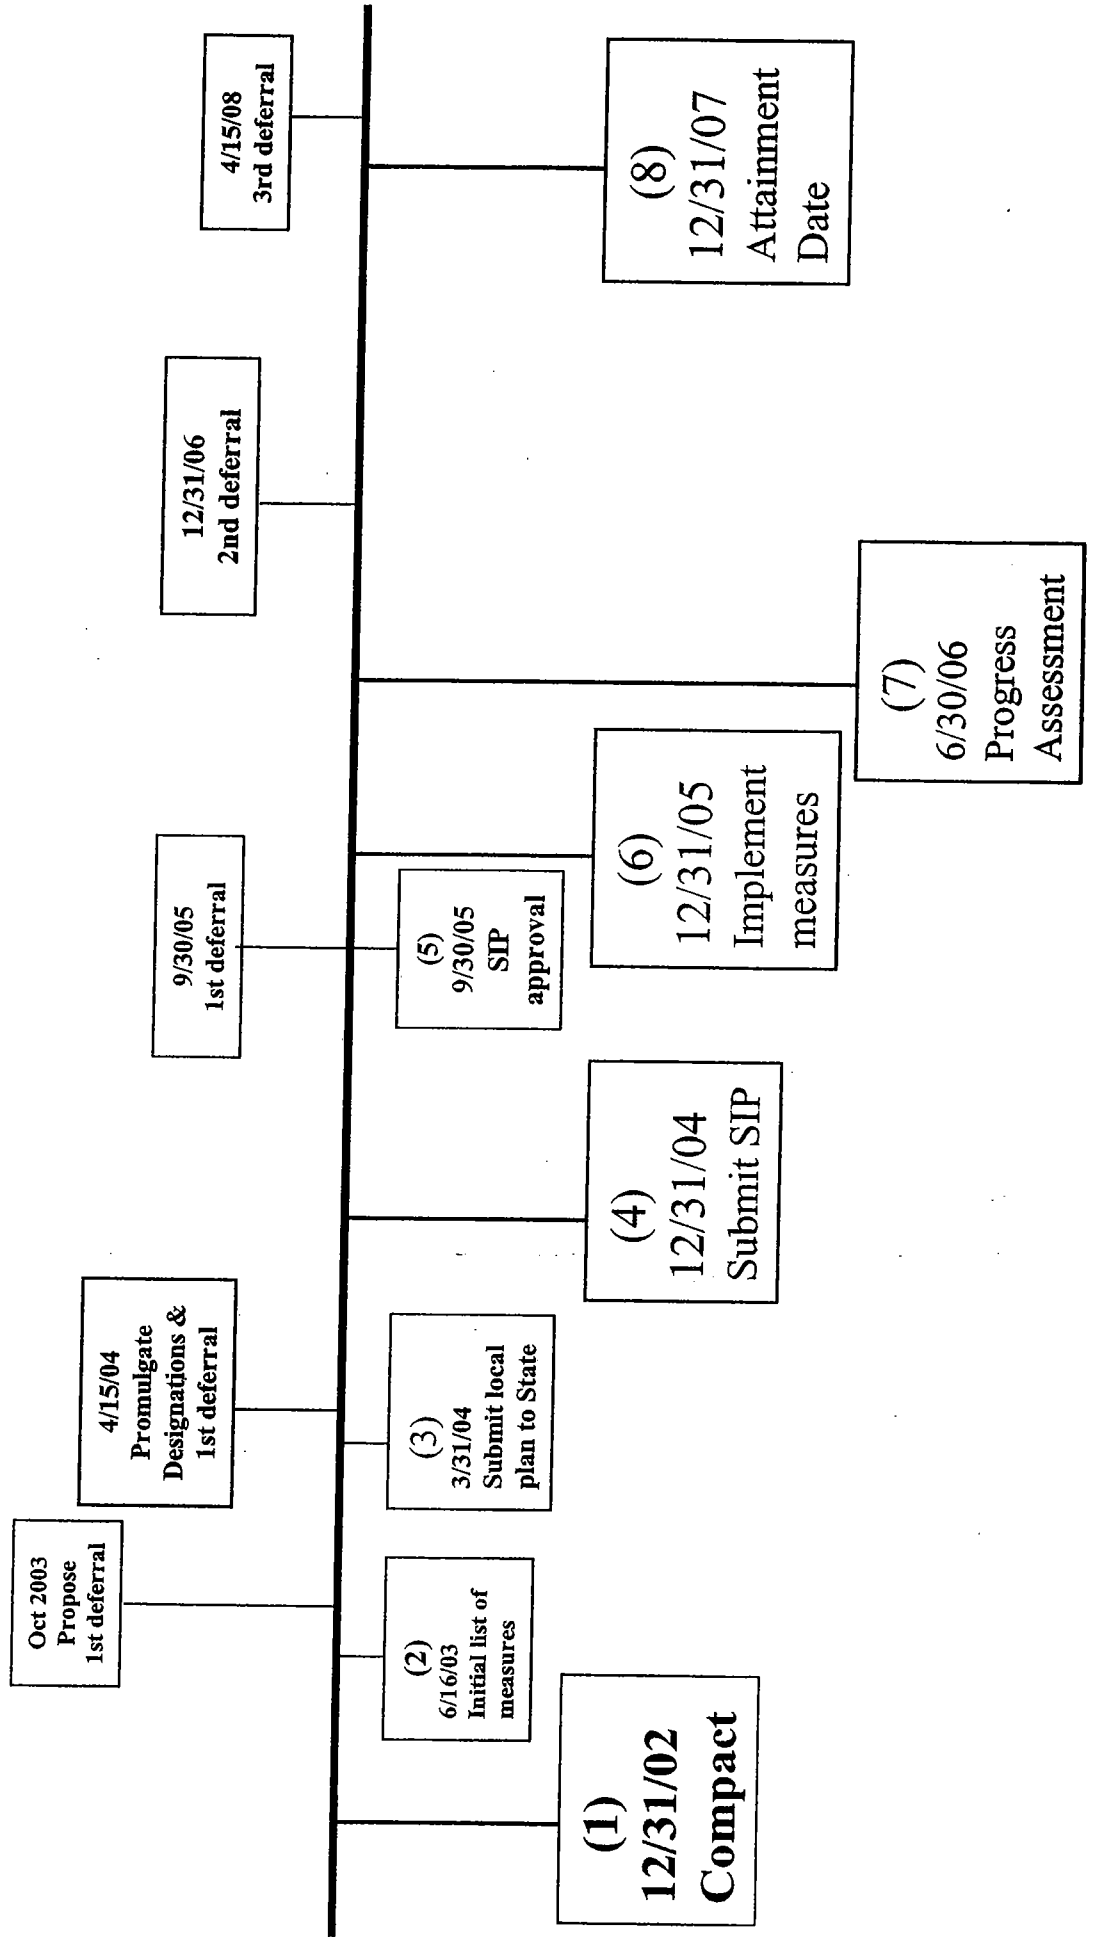 Oct 2003
Propose
1st deferral
4/15/04
Promulgate
Designations &
1st deferral
9/30/05
1st deferral
12/31/06
2nd deferral
4/15/08
3rd deferral
(1)
12/31/02
Compact
(2)
6/16/03
Initial list of
measures
(3)
3/31/04
Submit local
plan to State
(4)
12/31/04
Submit SIP
(5)
9/30/05
SIP
approval
(6)
12/31/05
Implement
measures
(7)
6/30/06
Progress
Assessment
(8)
12/31/07
Attainment
Date